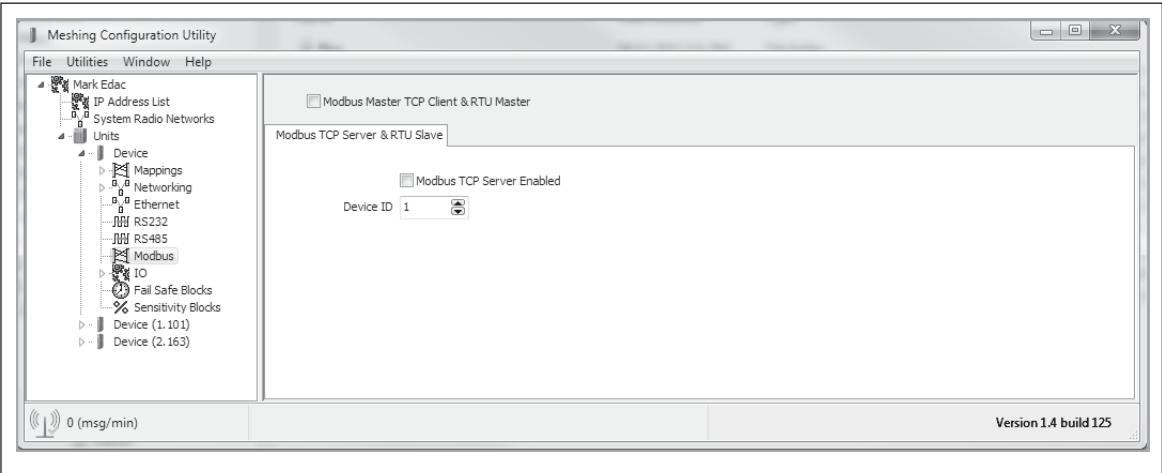 Meshing Configuration Utility
File Utilities Window Help
Mark Edac
IP Address List
System Radio Networks
Units
Device
Mappings
Networking
Ethernet
RS232
RS485
Modbus
IO
Fail Safe Blocks
Sensitivity Blocks
Device (1.101)
Device (2.163)
Modbus Master TCP Client & RTU Master
Modbus TCP Server & RTU Slave
Modbus TCP Server Enabled
Device ID 1
0 (msg/min)
Version 1.4 build 125